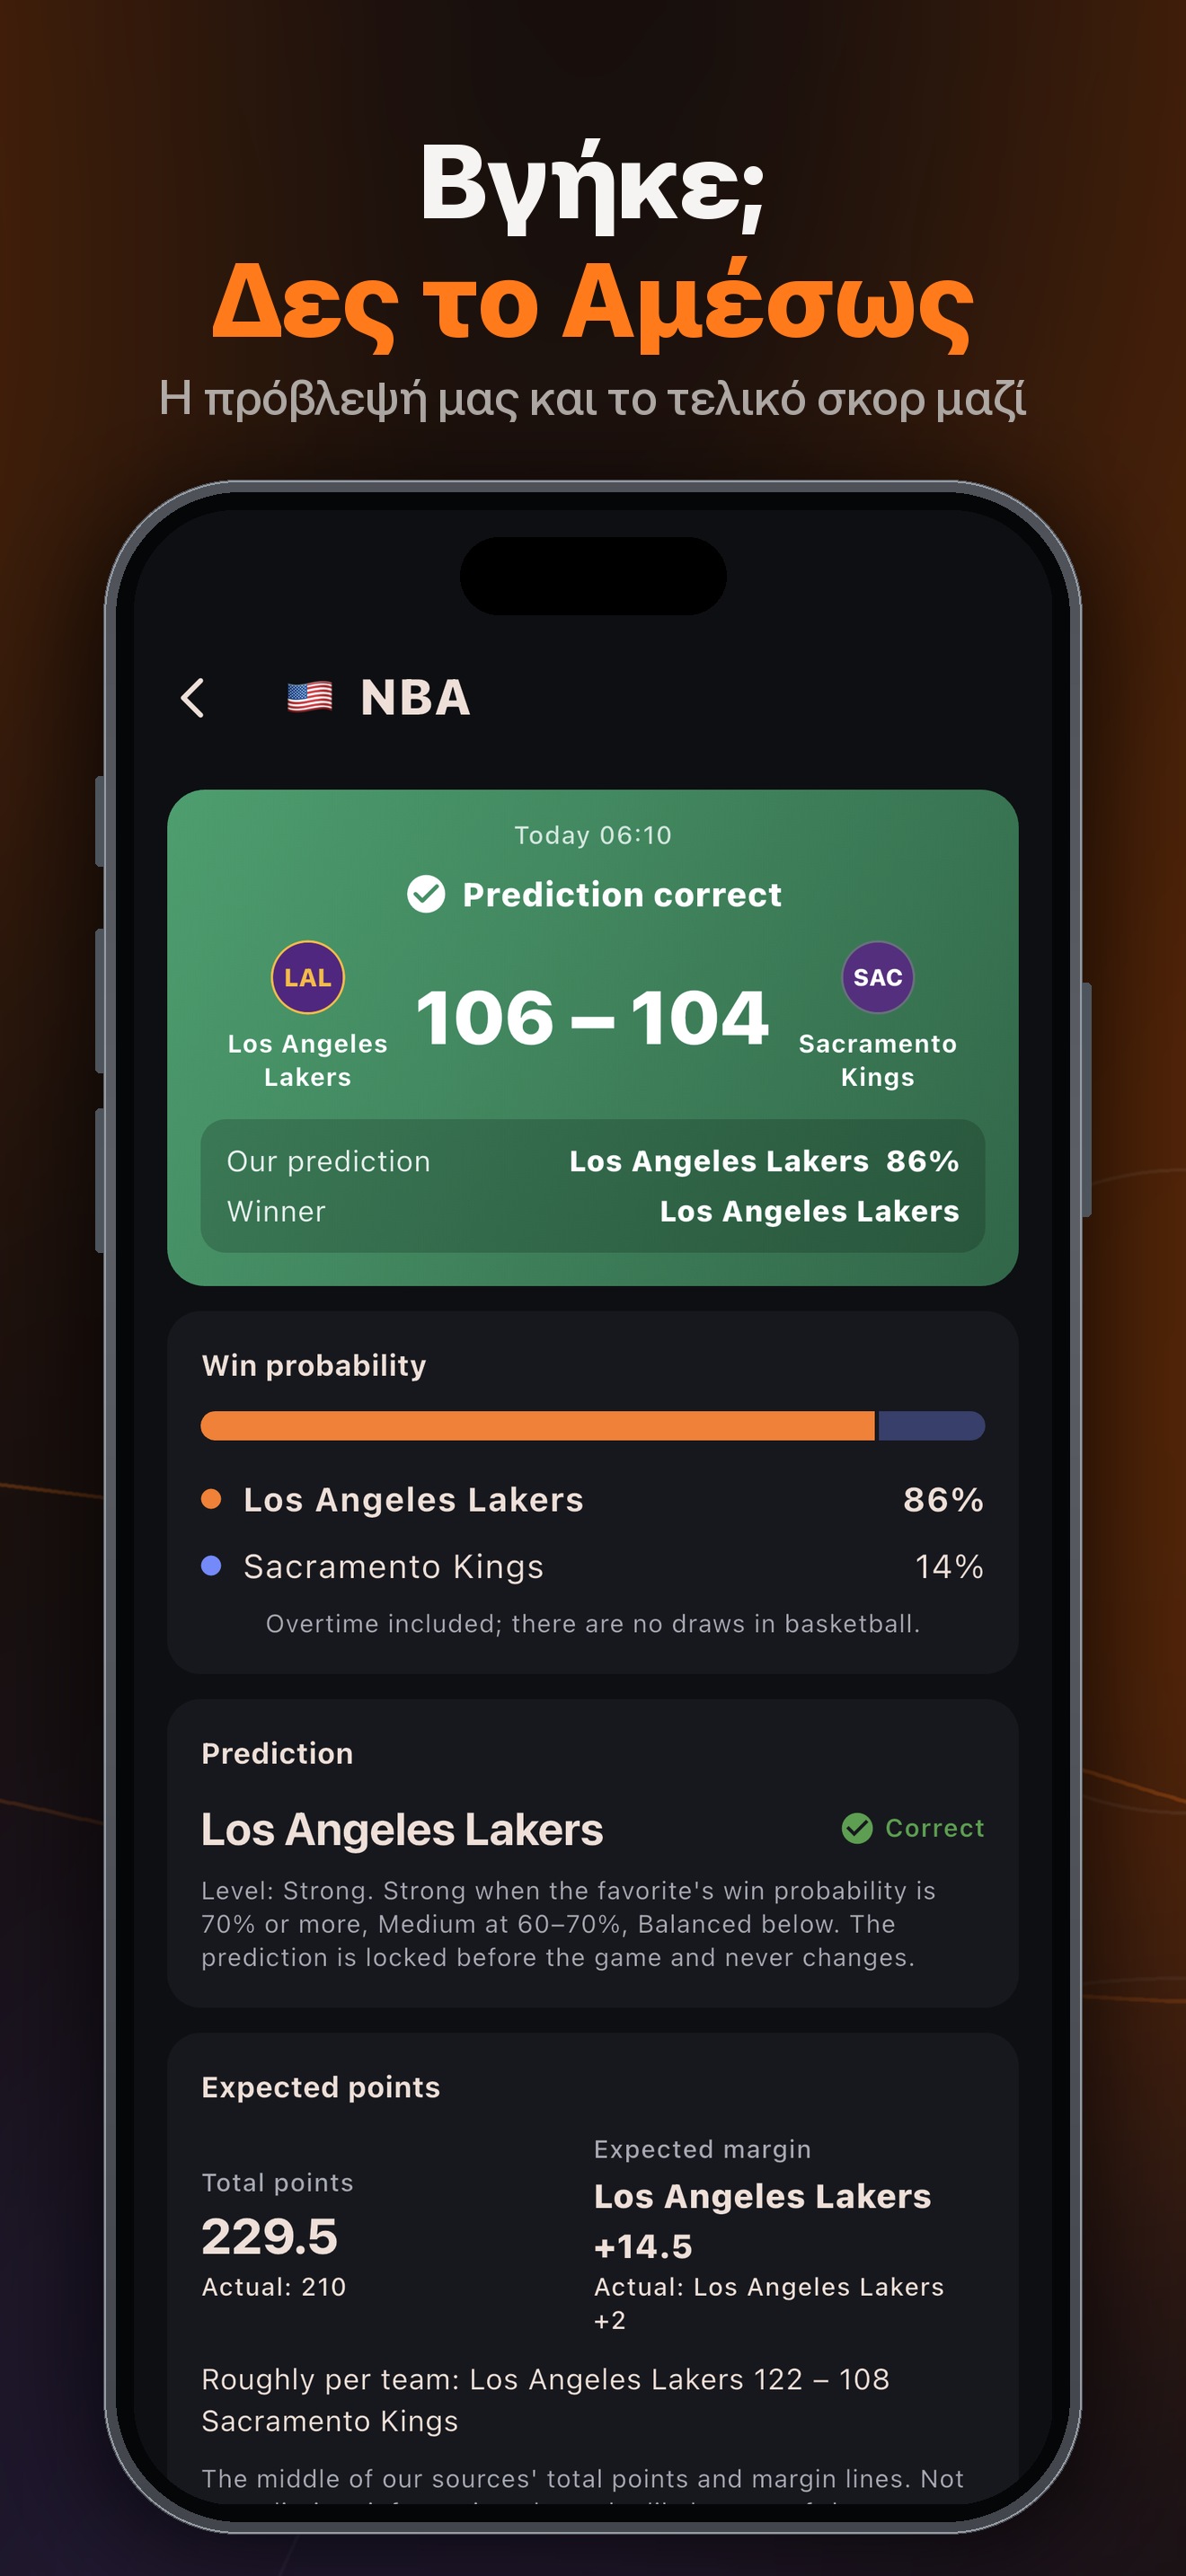 Βγήκε;
Δες το Αμέσως
Η πρόβλεψή μας και το τελικό σκορ μαζί
NBA
Today 06:10
Prediction correct
LAL
SAC
106 – 104
Los Angeles
Lakers
Sacramento
Kings
Our prediction
Los Angeles Lakers 86%
Winner
Los Angeles Lakers
Win probability
Los Angeles Lakers
86%
Sacramento Kings
14%
Overtime included; there are no draws in basketball.
Prediction
Los Angeles Lakers
Correct
Level: Strong. Strong when the favorite's win probability is
70% or more, Medium at 60–70%, Balanced below. The
prediction is locked before the game and never changes.
Expected points
Total points
229.5
Actual: 210
Expected margin
Los Angeles Lakers
+14.5
Actual: Los Angeles Lakers
+2
Roughly per team: Los Angeles Lakers 122 – 108
Sacramento Kings
The middle of our sources' total points and margin lines. Not